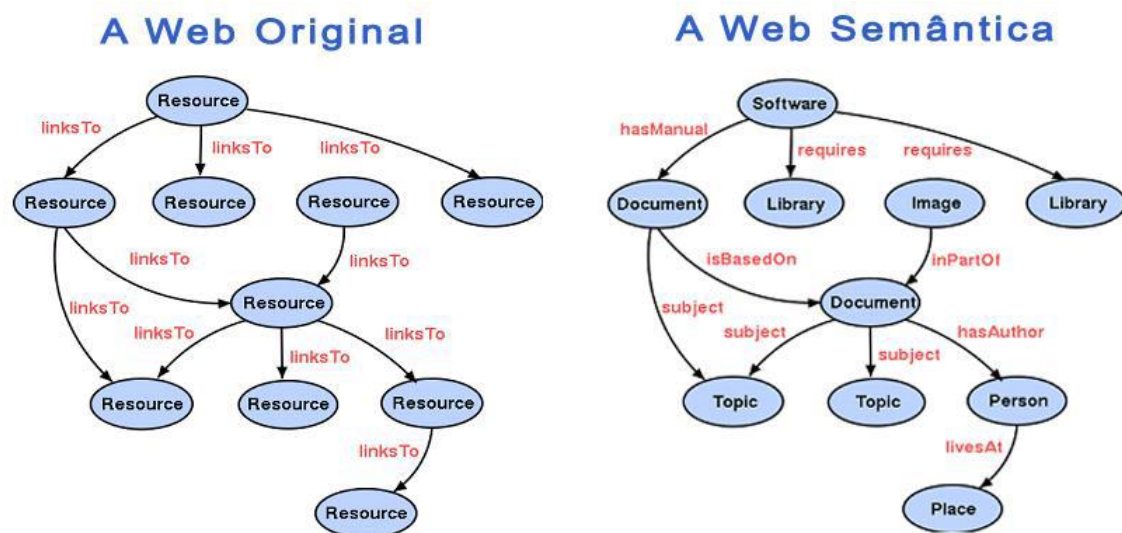 A Web Original
Resource
linksTo
linksTo
linksTo
Resource
Resource
Resource
Resource
linksTo
linksTo
Resource
linksTo
linksTo
linksTo
linksTo
Resource
Resource
Resource
linksTo
Resource
A Web Semântica
Software
hasManual
requires
requires
Document
Library
Image
Library
isBasedOn
inPartOf
Document
subject
subject
hasAuthor
subject
Topic
Topic
Person
livesAt
Place